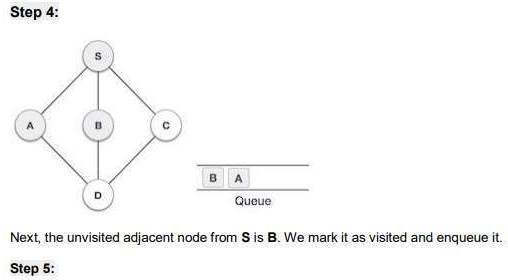 Step 4:
S
A
B
C
D
B A
Queue
Next, the unvisited adjacent node from S is B. We mark it as visited and enqueue it.
Step 5: